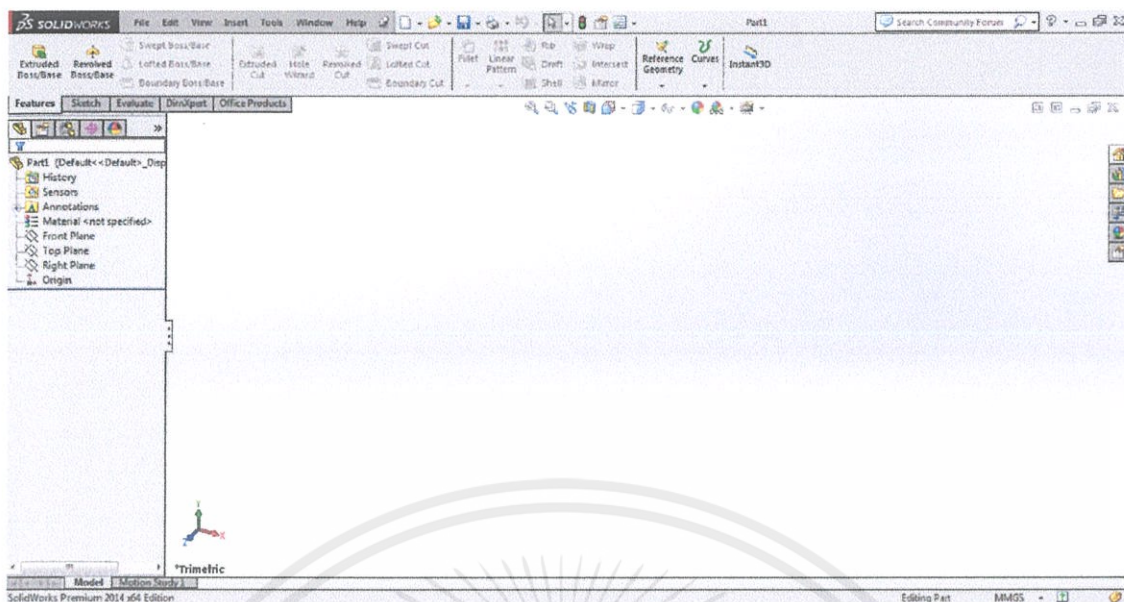 SOLIDWORKS File Edit View Insert Tools Window Help Part1 Search Community Forum
Extruded Boss/Base Revolved Boss/Base Swept Boss/Base Lofted Boss/Base Boundary Boss/Base Extruded Cut Hole Wizard Revolved Cut Swept Cut Lofted Cut Boundary Cut Fillet Linear Pattern Rib Draft Shell Wrap Intersect Mirror Reference Geometry Curves Instant3D
Features Sketch Evaluate DimXpert Office Products
Part1 (Default<<Default>_Disp
History
Sensors
Annotations
Material <not specified>
Front Plane
Top Plane
Right Plane
Origin
Y
X
Z
*Trimetric
Model Motion Study 1
SolidWorks Premium 2014 x64 Edition Editing Part MMGS